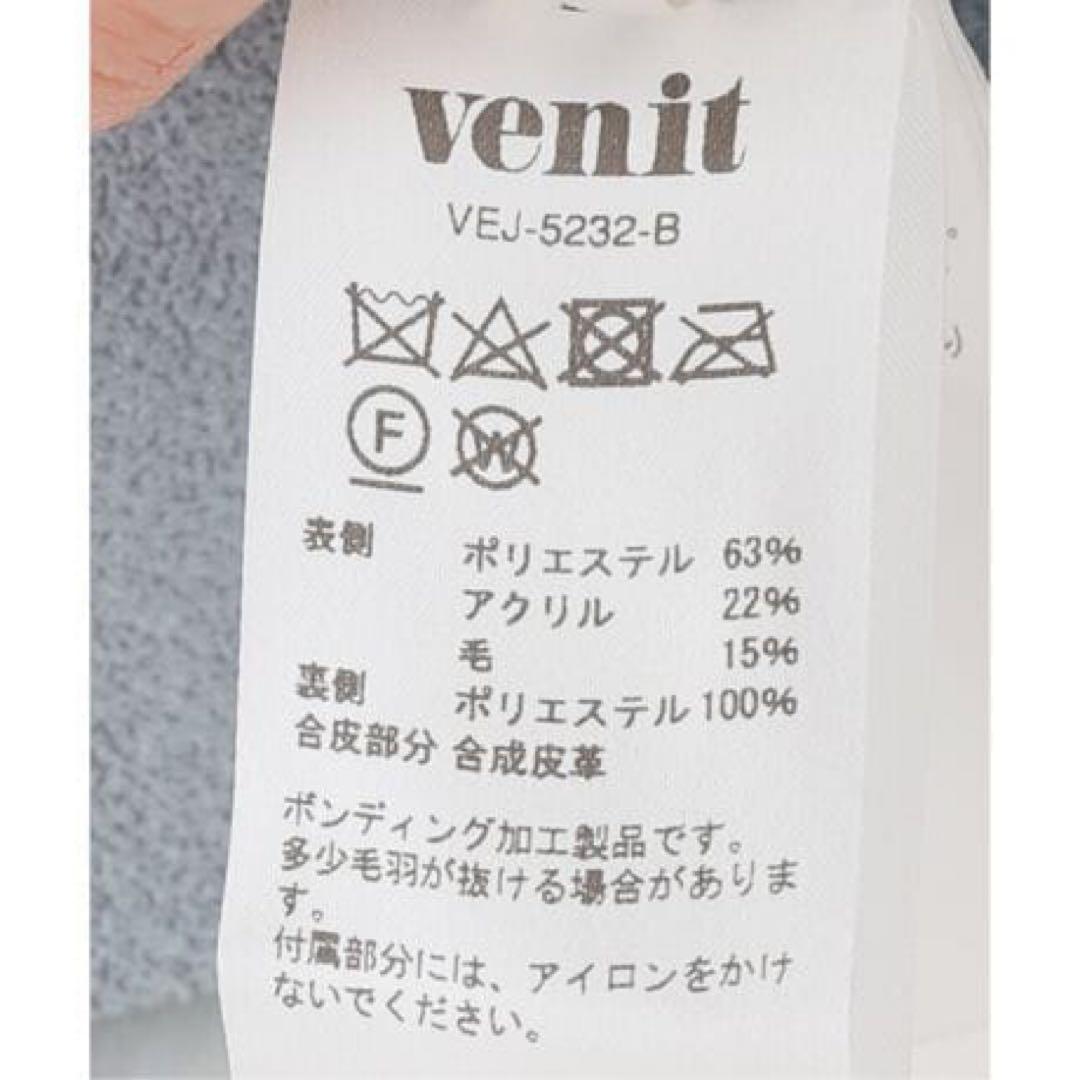 venit
VEJ-5232-B
F
W
表側 ポリエステル 63%
アクリル 22%
毛 15%
裏側 ポリエステル 100%
合皮部分 合成皮革
ボンディング加工製品です。
多少毛羽が抜ける場合がありま
す。
付属部分には、アイロンをかけ
ないでください。